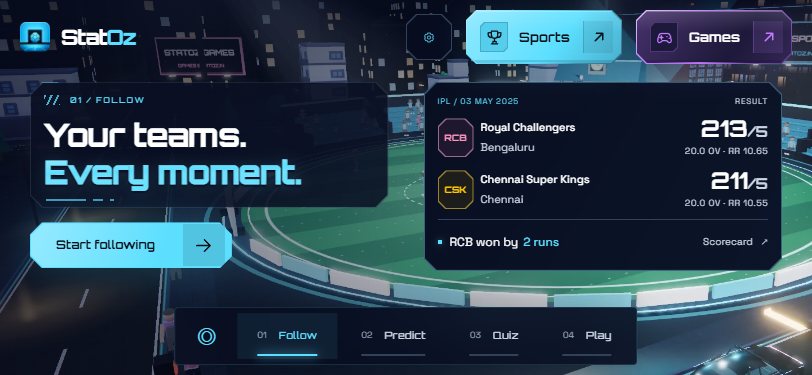 StatOz
Sports
Games
STATOZ GAMES
01 / FOLLOW
Your teams.
Every moment.
Start following
IPL / 03 MAY 2025
RESULT
RCB
Royal Challengers
Bengaluru
213/5
20.0 OV · RR 10.65
CSK
Chennai Super Kings
Chennai
211/5
20.0 OV · RR 10.55
RCB won by 2 runs
Scorecard ↗
01 Follow
02 Predict
03 Quiz
04 Play